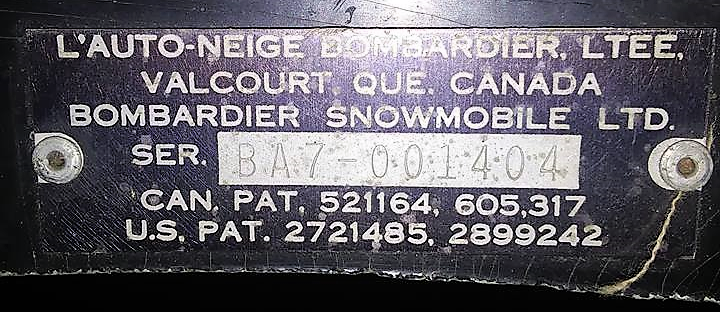 L'AUTO-NEIGE BOMBARDIER, LTEE,
VALCOURT, QUE. CANADA
BOMBARDIER SNOWMOBiLE LTD.
SER. BA7-001404
CAN. PAT. 521164, 605,317
U.S. PAT. 2721485, 2899242